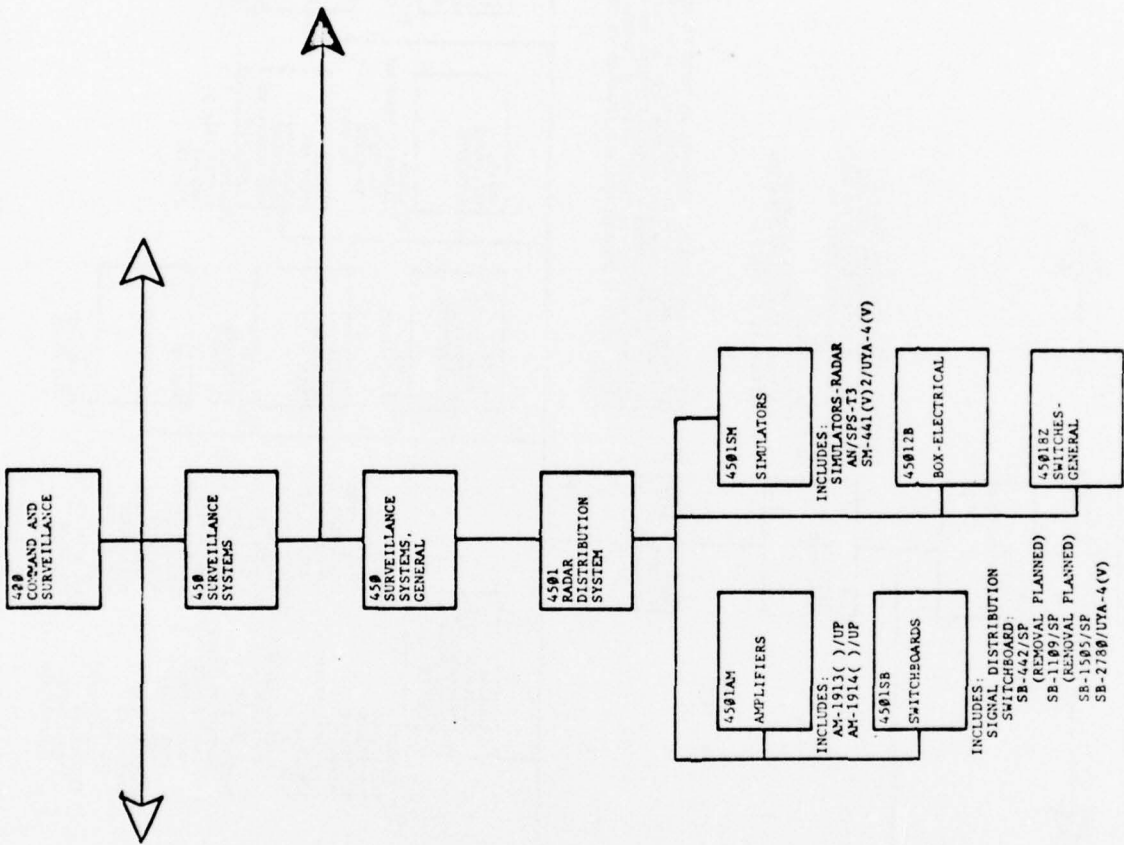 420
COMMAND AND
SURVEILLANCE
450
SURVEILLANCE
SYSTEMS
450
SURVEILLANCE
SYSTEMS,
GENERAL
4501
RADAR
DISTRIBUTION
SYSTEM
4501AM
AMPLIFIERS
INCLUDES:
AM-1913( )/UP
AM-1914( )/UP
4501SB
SWITCHBOARDS
INCLUDES:
SIGNAL DISTRIBUTION
SWITCHBOARD:
SB-442/SP
(REMOVAL PLANNED)
SB-1109/SP
(REMOVAL PLANNED)
SB-1505/SP
SB-2780/UYA-4(V)
4501SM
SIMULATORS
INCLUDES:
SIMULATORS-RADAR
AN/SPS-T3
SM-441(V)2/UYA-4(V)
45012B
BOX-ELECTRICAL
45018Z
SWITCHES-
GENERAL